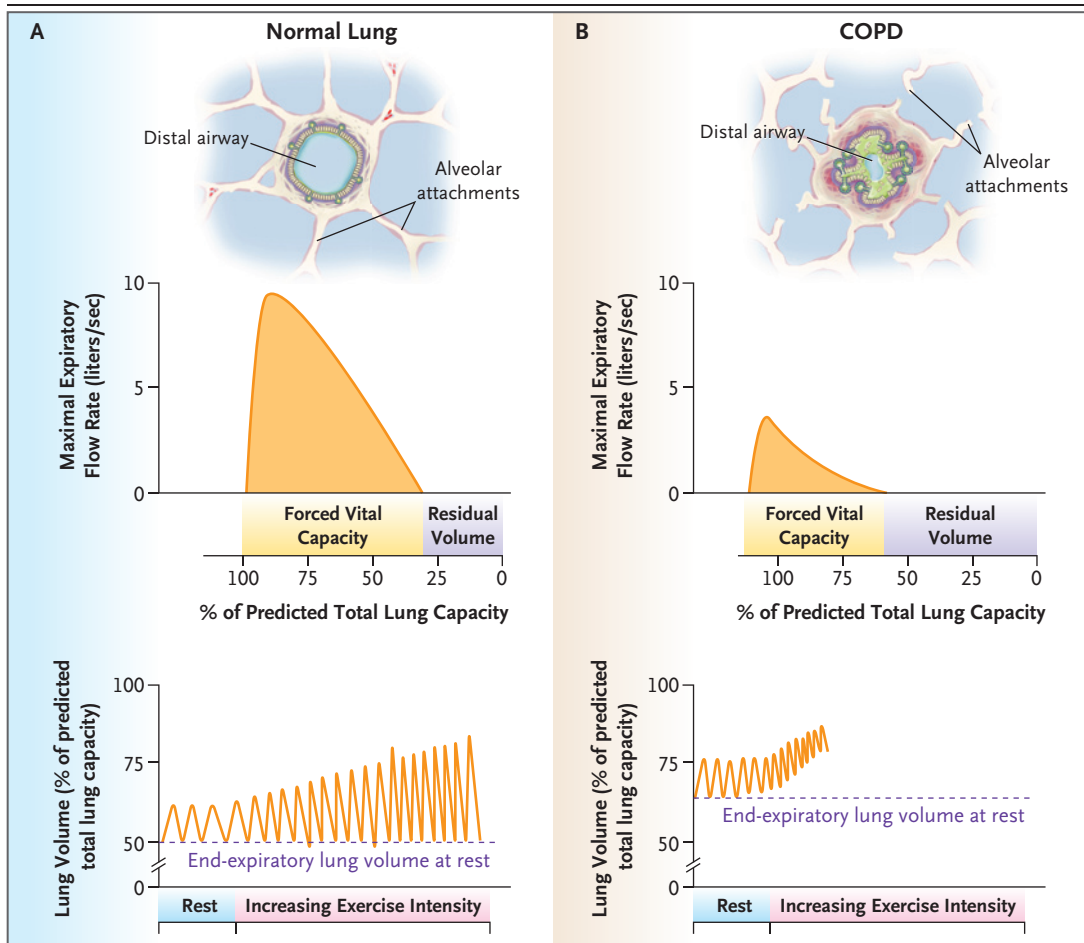 A
Normal Lung
Distal airway
Alveolar
attachments
Maximal Expiratory
Flow Rate (liters/sec)
10
5
0
Forced Vital
Capacity
Residual
Volume
100
75
50
25
0
% of Predicted Total Lung Capacity
Lung Volume (% of predicted
total lung capacity)
100
75
50
0
End-expiratory lung volume at rest
Rest
Increasing Exercise Intensity
B
COPD
Distal airway
Alveolar
attachments
Maximal Expiratory
Flow Rate (liters/sec)
10
5
0
Forced Vital
Capacity
Residual
Volume
100
75
50
25
0
% of Predicted Total Lung Capacity
Lung Volume (% of predicted
total lung capacity)
100
75
50
0
End-expiratory lung volume at rest
Rest
Increasing Exercise Intensity